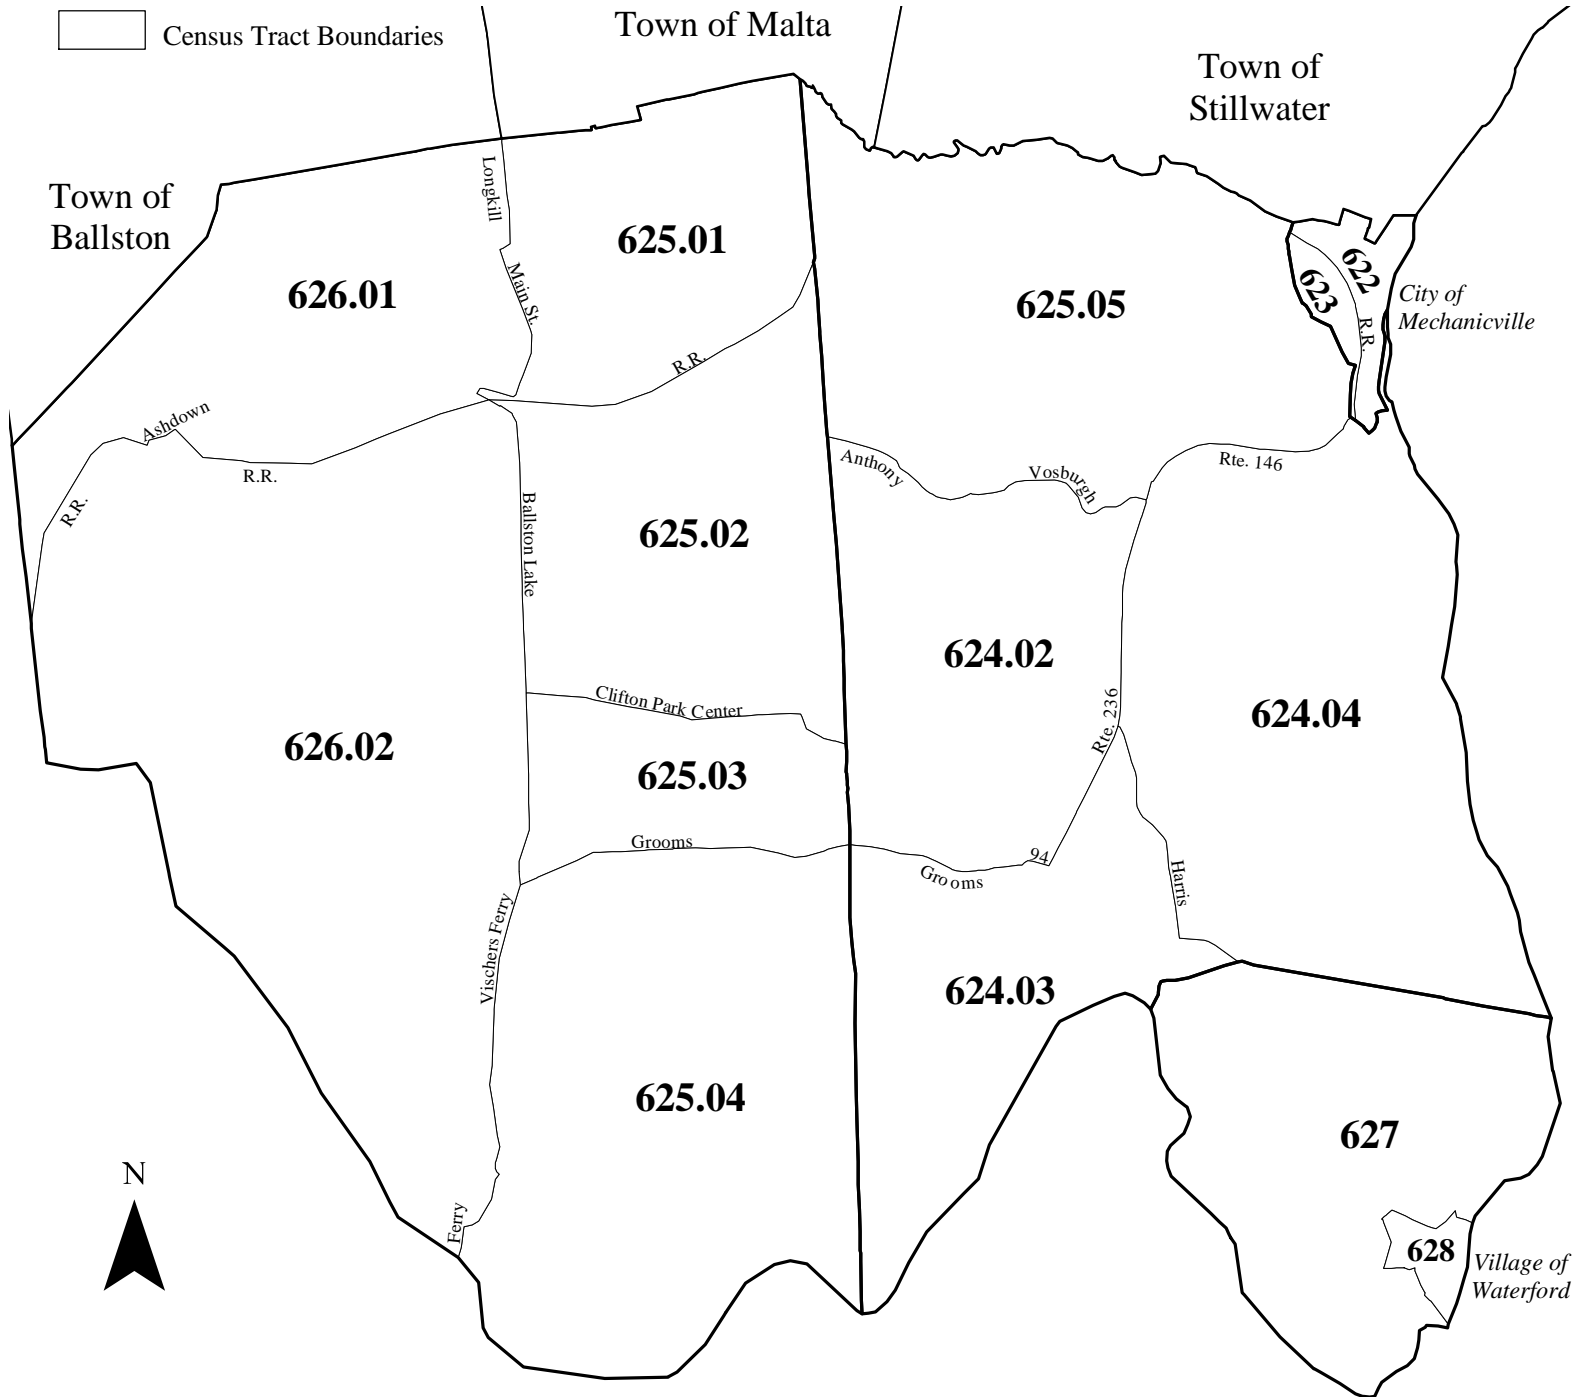 Census Tract Boundaries
Town of Malta
Town of
Stillwater
Town of
Ballston
Longkill
625.01
626.01
Main St.
625.05
622
623
R.R.
City of
Mechanicville
R.R.
Ashdown
R.R.
R.R.
Anthony
Vosburgh
Rte. 146
Ballston Lake
625.02
624.02
Clifton Park Center
Rte. 236
624.04
626.02
625.03
Grooms
94
Grooms
Harris
Vischers Ferry
624.03
625.04
627
N
Ferry
628
Village of
Waterford